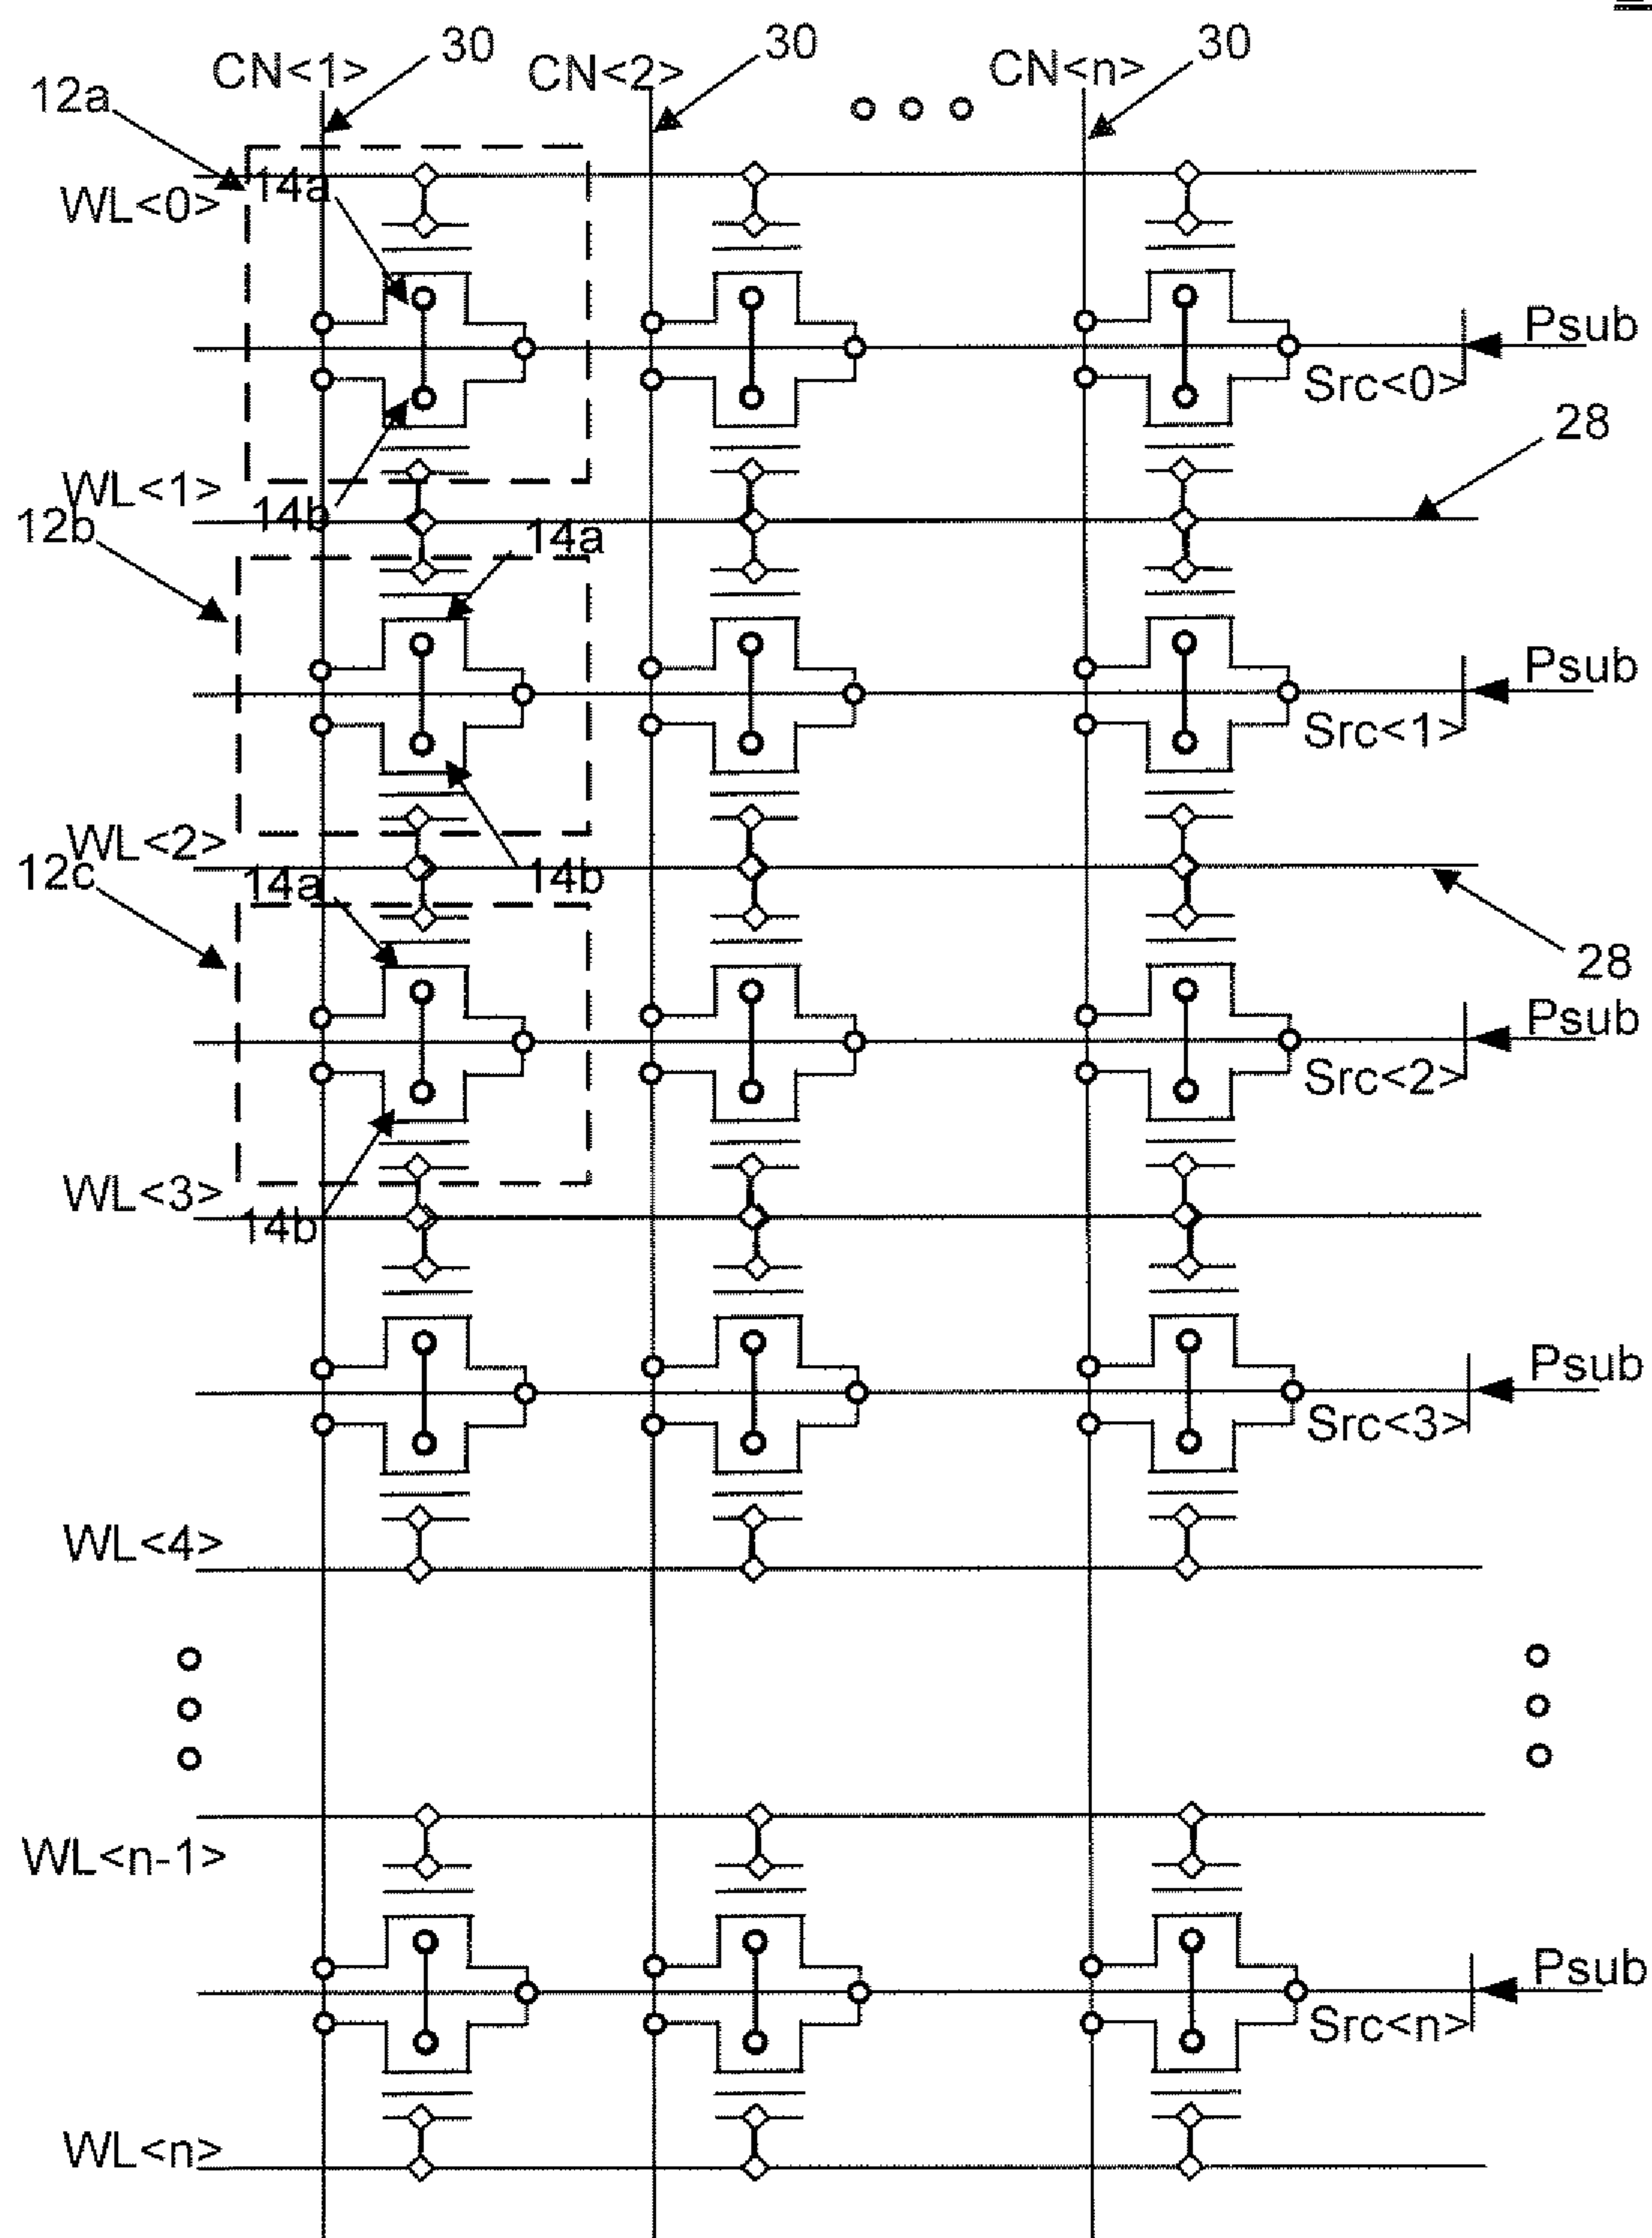 CN<1> 30 CN<2> 30 CN<n> 30
12a
14a
WL<0>
Psub
Src<0>
28
WL<1>
14b
12b
14a
Psub
Src<1>
WL<2>
12c
14a
14b
28
Psub
Src<2>
WL<3>
14b
Psub
Src<3>
WL<4>
WL<n-1>
Psub
Src<n>
WL<n>